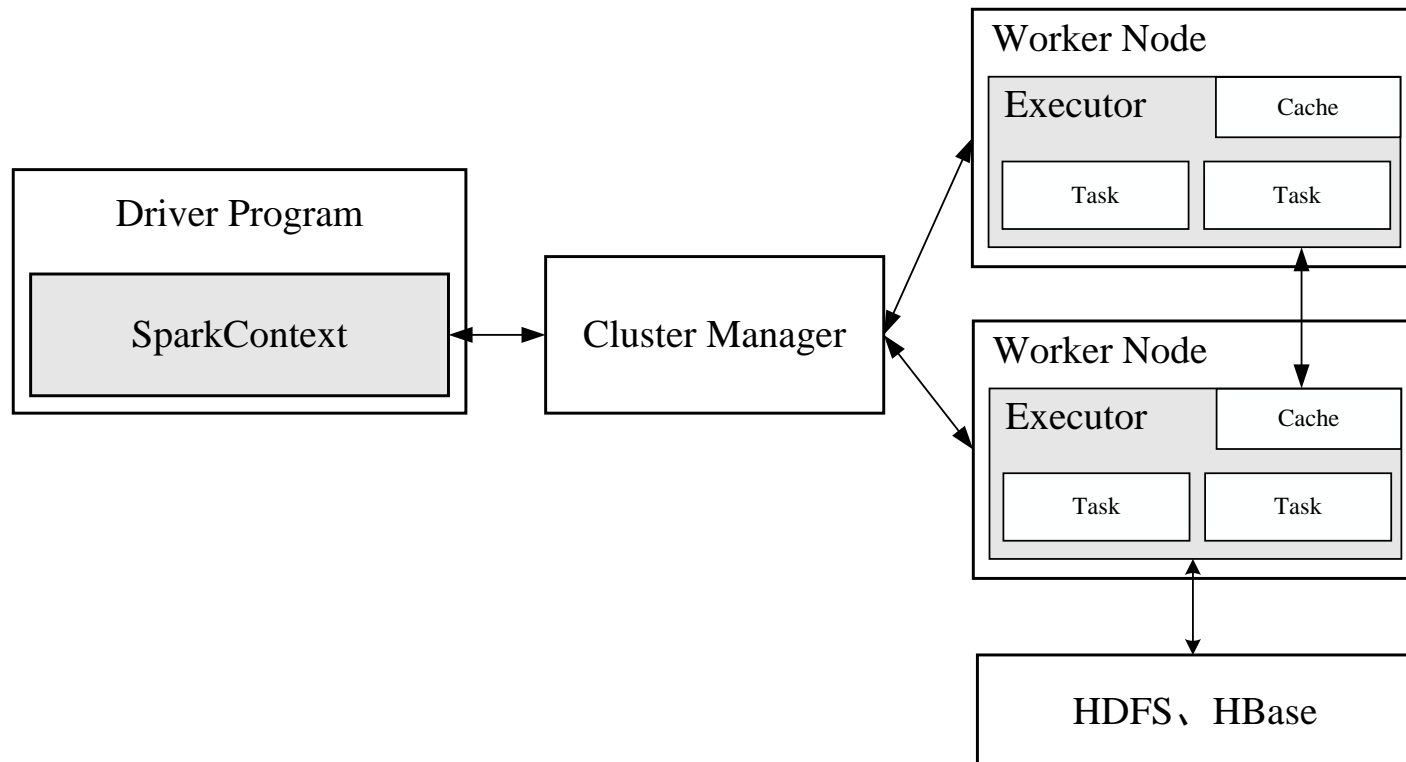 Driver Program
SparkContext
Cluster Manager
Worker Node
Executor
Cache
Task
Task
Worker Node
Executor
Cache
Task
Task
HDFS、HBase